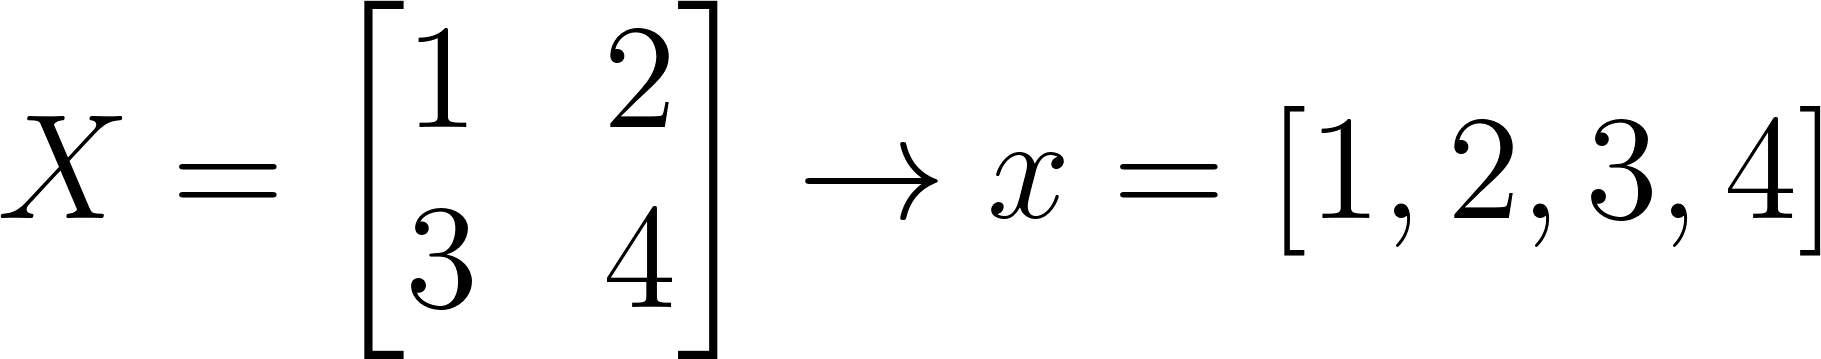 X = [1 2
3 4] → x = [1, 2, 3, 4]